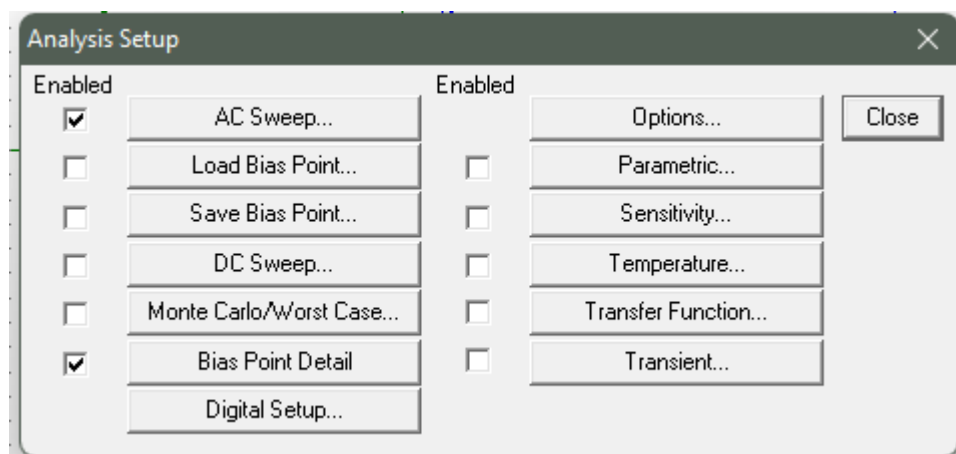 Analysis Setup
Enabled
AC Sweep...
Load Bias Point...
Save Bias Point...
DC Sweep...
Monte Carlo/Worst Case...
Bias Point Detail
Digital Setup...
Enabled
Options...
Parametric...
Sensitivity...
Temperature...
Transfer Function...
Transient...
Close